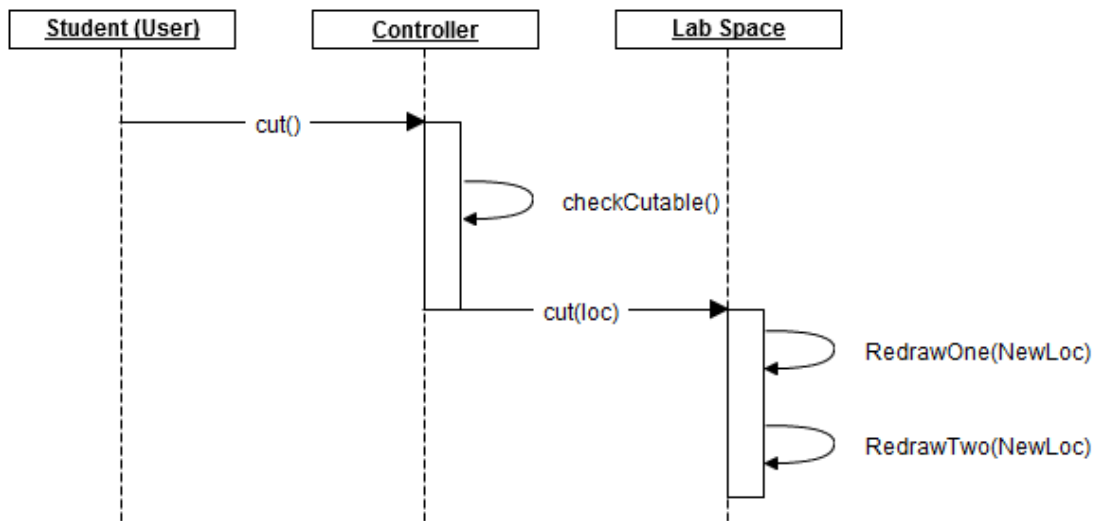 Student (User)
Controller
Lab Space
cut()
checkCutable()
cut(loc)
RedrawOne(NewLoc)
RedrawTwo(NewLoc)